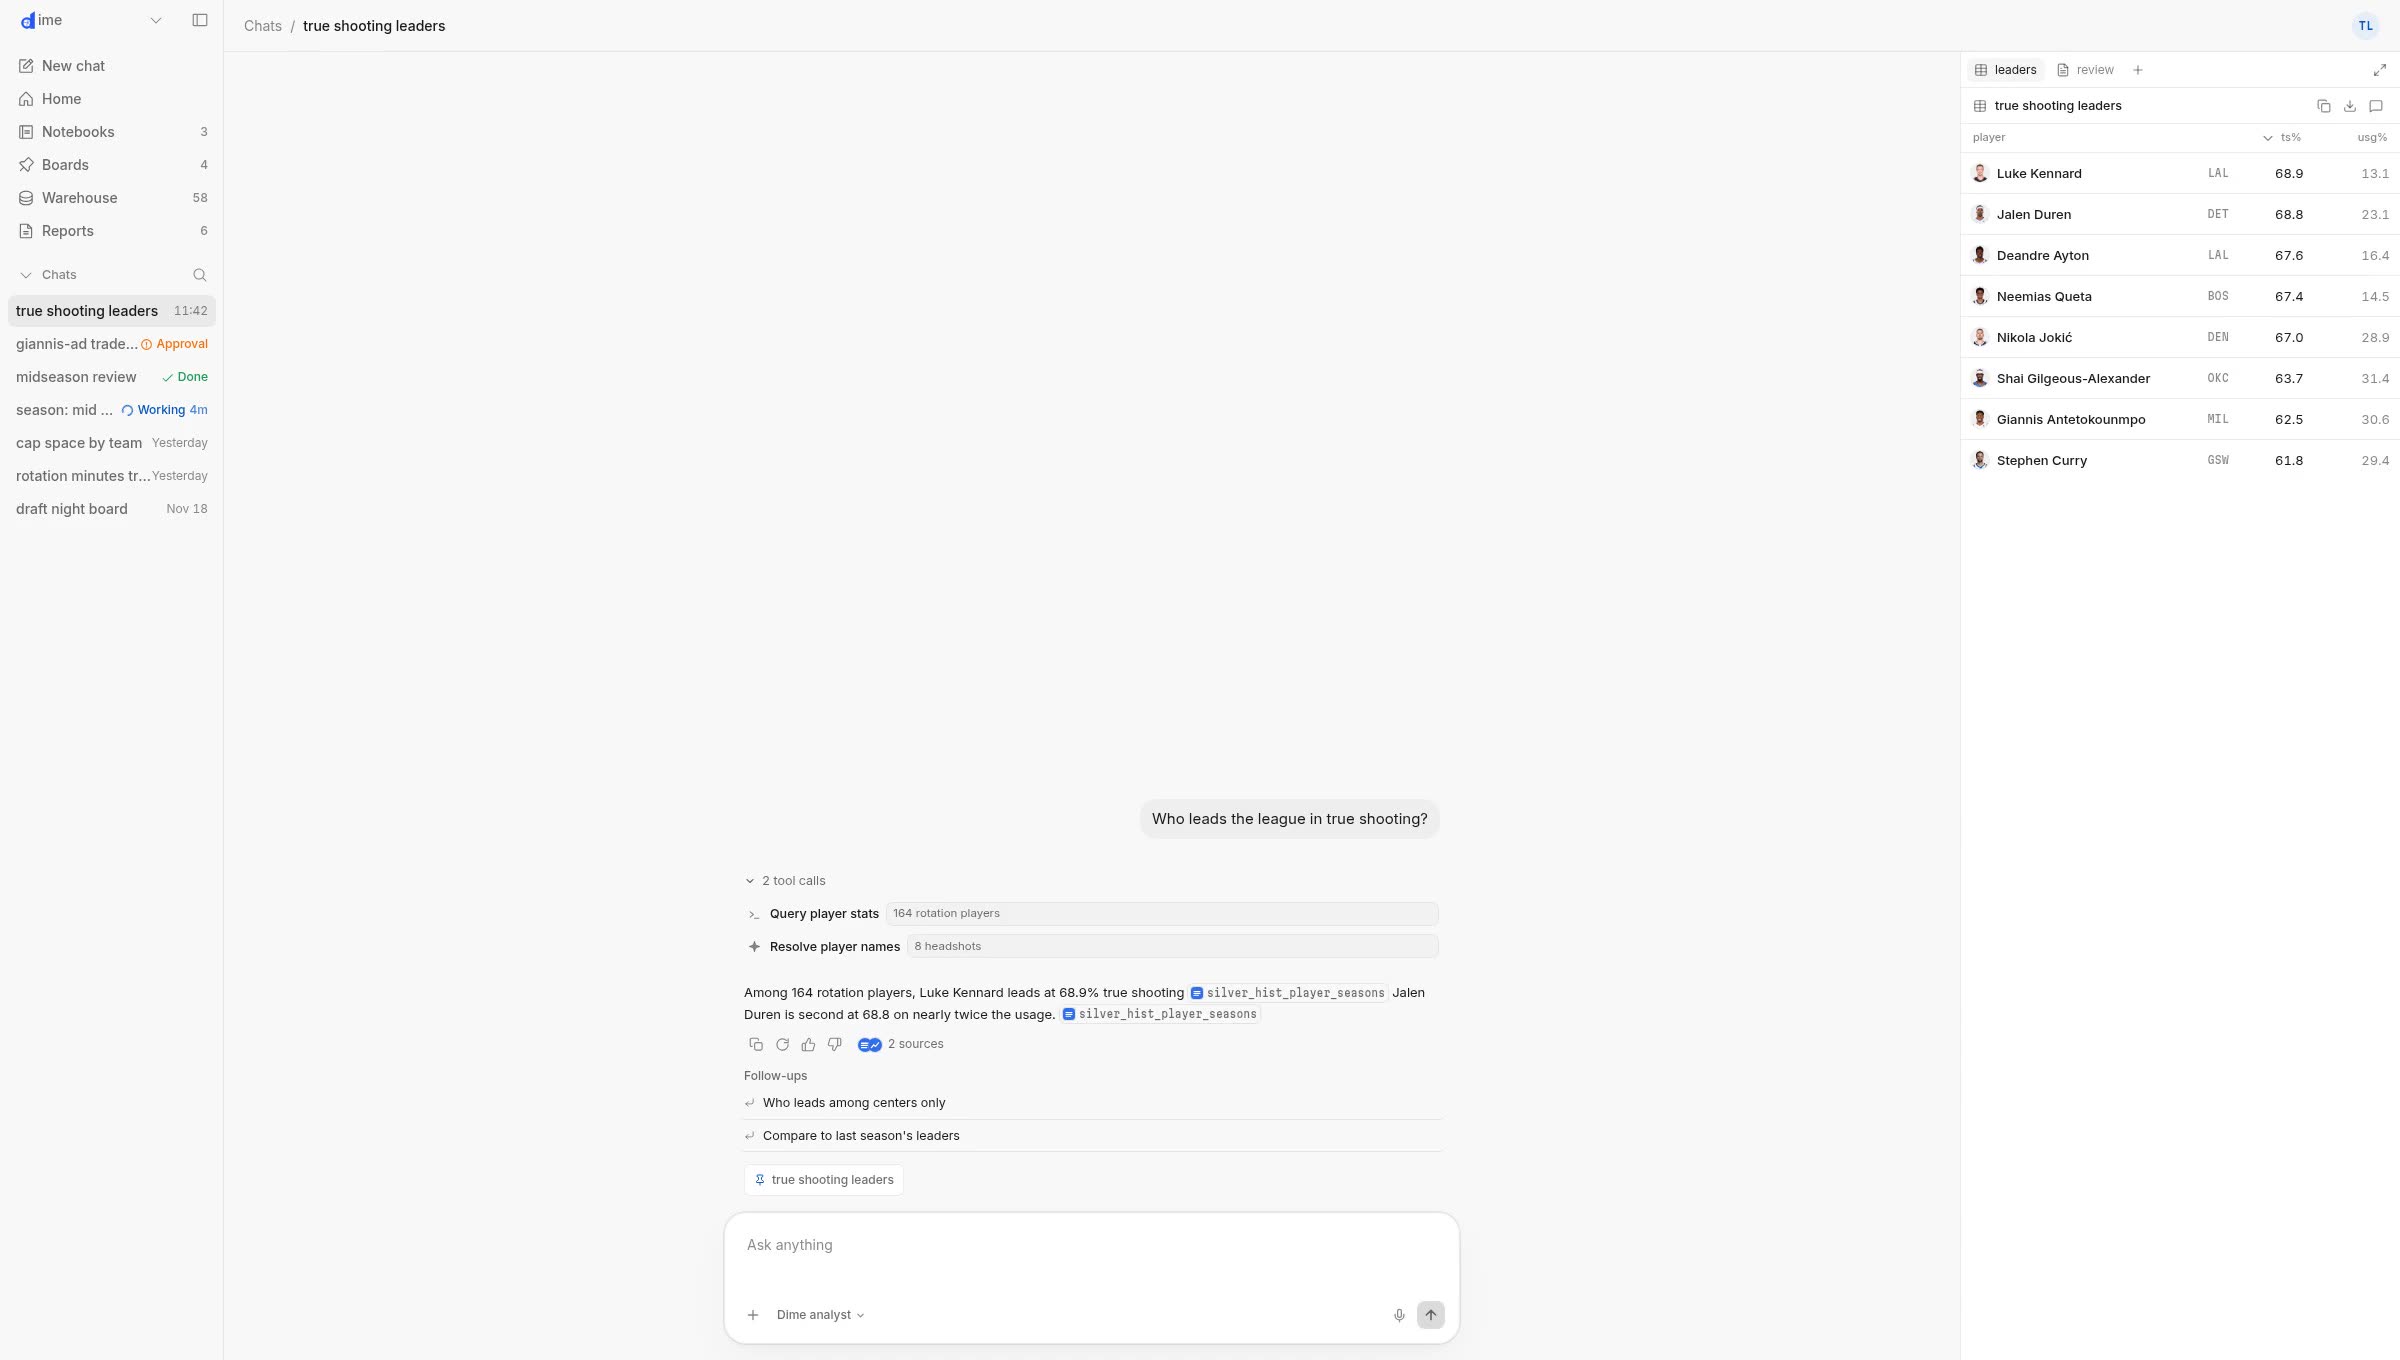 dime
Chats / true shooting leaders
TL
New chat
Home
Notebooks 3
Boards 4
Warehouse 58
Reports 6
Chats
true shooting leaders 11:42
giannis-ad trade... Approval
midseason review Done
season: mid ... Working 4m
cap space by team Yesterday
rotation minutes tr... Yesterday
draft night board Nov 18
Who leads the league in true shooting?
2 tool calls
Query player stats 164 rotation players
Resolve player names 8 headshots
Among 164 rotation players, Luke Kennard leads at 68.9% true shooting silver_hist_player_seasons Jalen
Duren is second at 68.8 on nearly twice the usage. silver_hist_player_seasons
2 sources
Follow-ups
Who leads among centers only
Compare to last season's leaders
true shooting leaders
Ask anything
Dime analyst
leaders review
true shooting leaders
player ts% usg%
Luke Kennard LAL 68.9 13.1
Jalen Duren DET 68.8 23.1
Deandre Ayton LAL 67.6 16.4
Neemias Queta BOS 67.4 14.5
Nikola Jokić DEN 67.0 28.9
Shai Gilgeous-Alexander OKC 63.7 31.4
Giannis Antetokounmpo MIL 62.5 30.6
Stephen Curry GSW 61.8 29.4